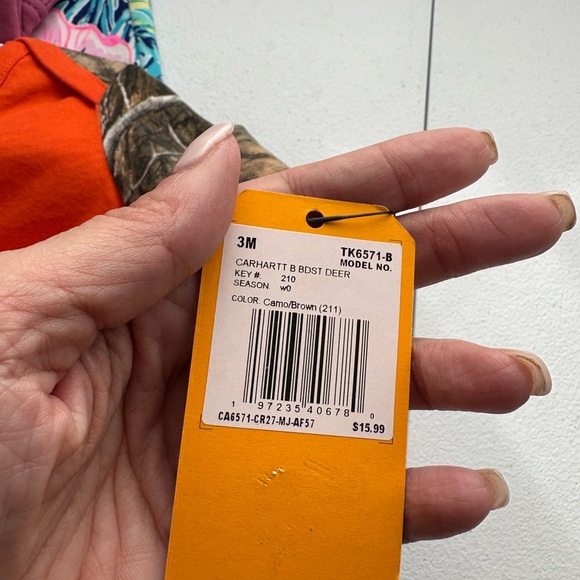 3M
TK6571-B
MODEL NO.
CARHARTT B BDST DEER
KEY #: 210
SEASON w0
COLOR: Camo/Brown (211)
1 97235 40678 0
CA6571-CR27-MJ-AF57
$15.99